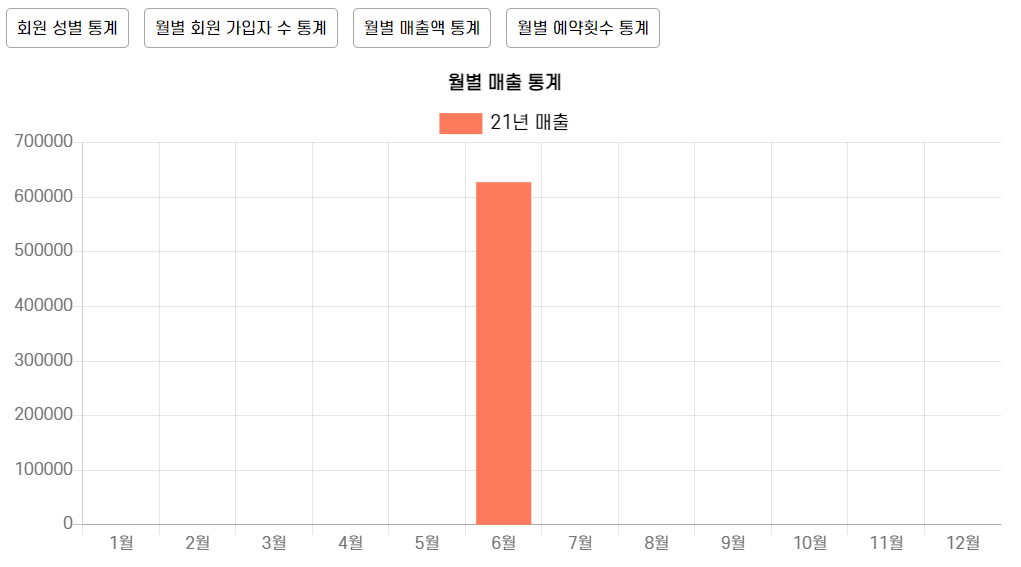 회원 성별 통계 월별 회원 가입자 수 통계 월별 매출액 통계 월별 예약횟수 통계
월별 매출 통계
21년 매출
700000
600000
500000
400000
300000
200000
100000
0
1월 2월 3월 4월 5월 6월 7월 8월 9월 10월 11월 12월